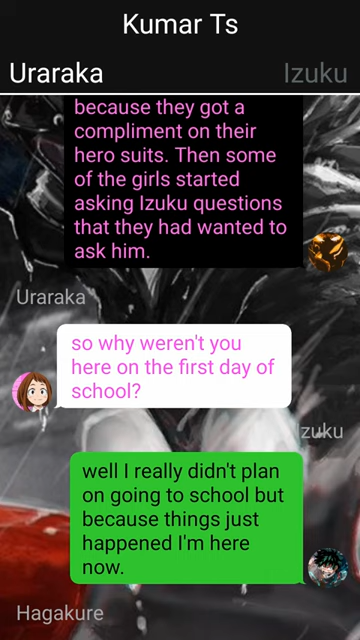 Kumar Ts
Uraraka Izuku
because they got a
compliment on their
hero suits. Then some
of the girls started
asking Izuku questions
that they had wanted to
ask him.
Uraraka
so why weren't you
here on the first day of
school?
Izuku
well I really didn't plan
on going to school but
because things just
happened I'm here
now.
Hagakure